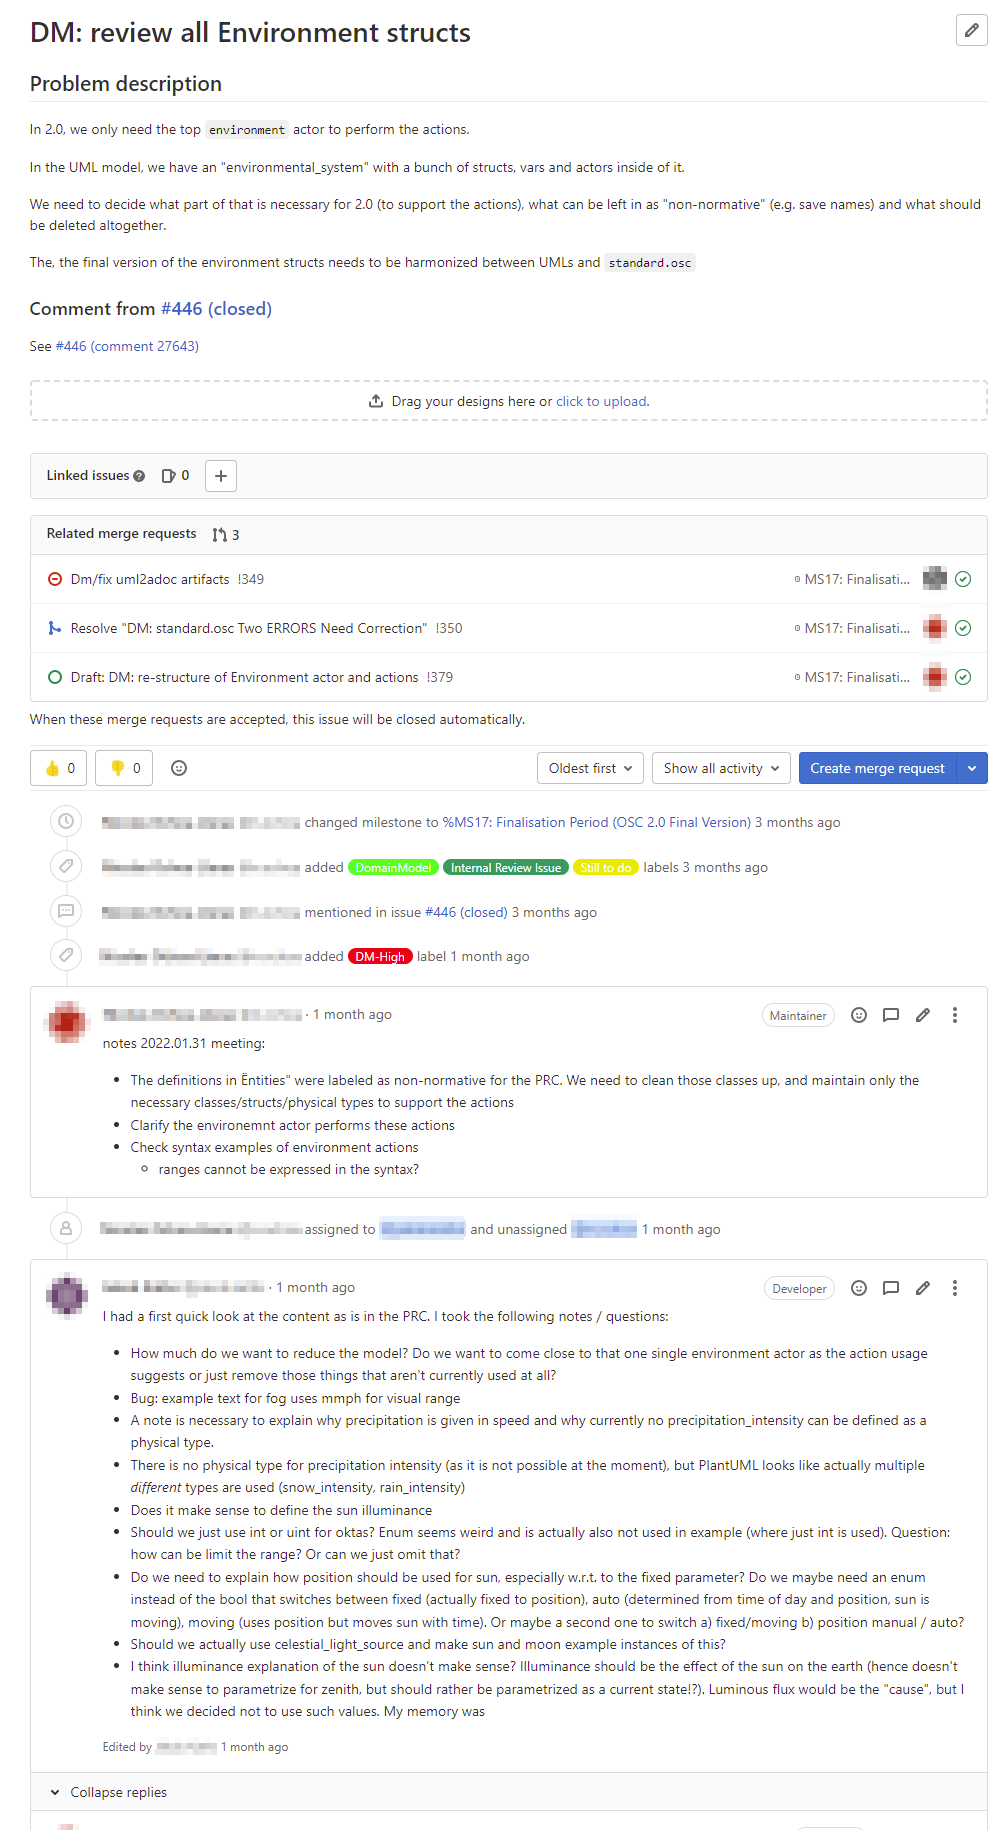 DM: review all Environment structs
Problem description
In 2.0, we only need the top environment actor to perform the actions.
In the UML model, we have an "environmental_system" with a bunch of structs, vars and actors inside of it.
We need to decide what part of that is necessary for 2.0 (to support the actions), what can be left in as "non-normative" (e.g. save names) and what should
be deleted altogether.
The, the final version of the environment structs needs to be harmonized between UMLs and standard.osc
Comment from #446 (closed)
See #446 (comment 27643)
Drag your designs here or click to upload.
Linked issues 0
Related merge requests 3
Dm/fix uml2adoc artifacts !349 MS17: Finalisati...
Resolve "DM: standard.osc Two ERRORS Need Correction" !350 MS17: Finalisati...
Draft: DM: re-structure of Environment actor and actions !379 MS17: Finalisati...
When these merge requests are accepted, this issue will be closed automatically.
0 0 Oldest first Show all activity Create merge request
changed milestone to %MS17: Finalisation Period (OSC 2.0 Final Version) 3 months ago
added DomainModel Internal Review Issue Still to do labels 3 months ago
mentioned in issue #446 (closed) 3 months ago
added DM-High label 1 month ago
· 1 month ago Maintainer
notes 2022.01.31 meeting:
• The definitions in Ëntities" were labeled as non-normative for the PRC. We need to clean those classes up, and maintain only the
necessary classes/structs/physical types to support the actions
• Clarify the environemnt actor performs these actions
• Check syntax examples of environment actions
ranges cannot be expressed in the syntax?
assigned to and unassigned 1 month ago
· 1 month ago Developer
I had a first quick look at the content as is in the PRC. I took the following notes / questions:
• How much do we want to reduce the model? Do we want to come close to that one single environment actor as the action usage
suggests or just remove those things that aren't currently used at all?
• Bug: example text for fog uses mmph for visual range
• A note is necessary to explain why precipitation is given in speed and why currently no precipitation_intensity can be defined as a
physical type.
• There is no physical type for precipitation intensity (as it is not possible at the moment), but PlantUML looks like actually multiple
different types are used (snow_intensity, rain_intensity)
• Does it make sense to define the sun illuminance
• Should we just use int or uint for oktas? Enum seems weird and is actually also not used in example (where just int is used). Question:
how can be limit the range? Or can we just omit that?
• Do we need to explain how position should be used for sun, especially w.r.t. to the fixed parameter? Do we maybe need an enum
instead of the bool that switches between fixed (actually fixed to position), auto (determined from time of day and position, sun is
moving), moving (uses position but moves sun with time). Or maybe a second one to switch a) fixed/moving b) position manual / auto?
• Should we actually use celestial_light_source and make sun and moon example instances of this?
• I think illuminance explanation of the sun doesn't make sense? Illuminance should be the effect of the sun on the earth (hence doesn't
make sense to parametrize for zenith, but should rather be parametrized as a current state!?). Luminous flux would be the "cause", but I
think we decided not to use such values. My memory was
Edited by 1 month ago
Collapse replies